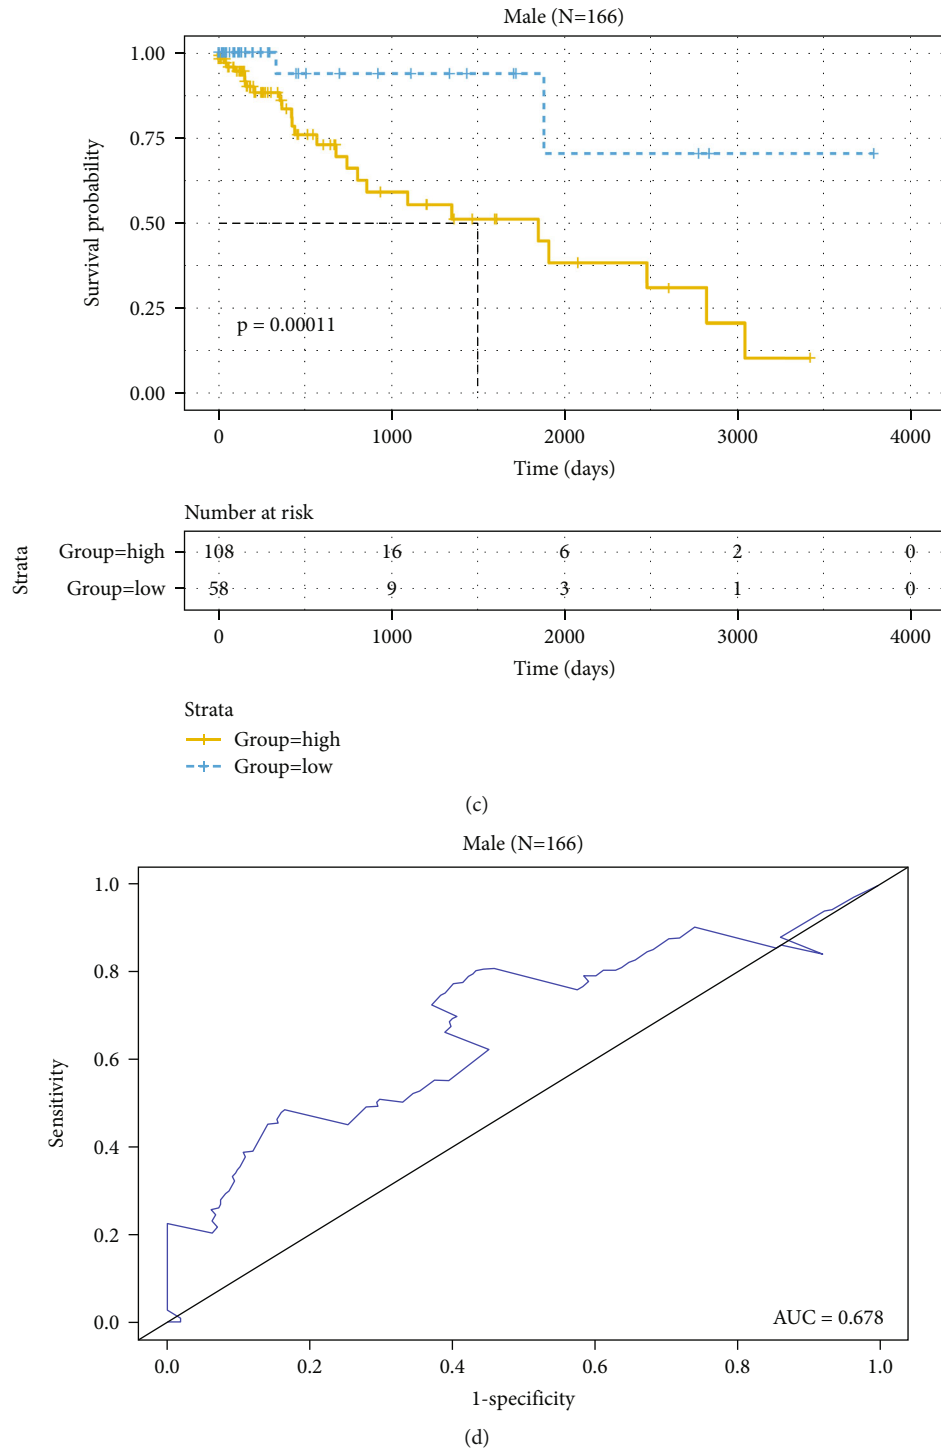 Male (N=166)
1.00
0.75
0.50
0.25
0.00
Survival probability
p = 0.00011
0 1000 2000 3000 4000
Time (days)
Number at risk
Strata
Group=high 108 16 6 2 0
Group=low 58 9 3 1 0
0 1000 2000 3000 4000
Time (days)
Strata
Group=high
Group=low
(c)
Male (N=166)
1.0
0.8
0.6
0.4
0.2
0.0
Sensitivity
AUC = 0.678
0.0 0.2 0.4 0.6 0.8 1.0
1-specificity
(d)